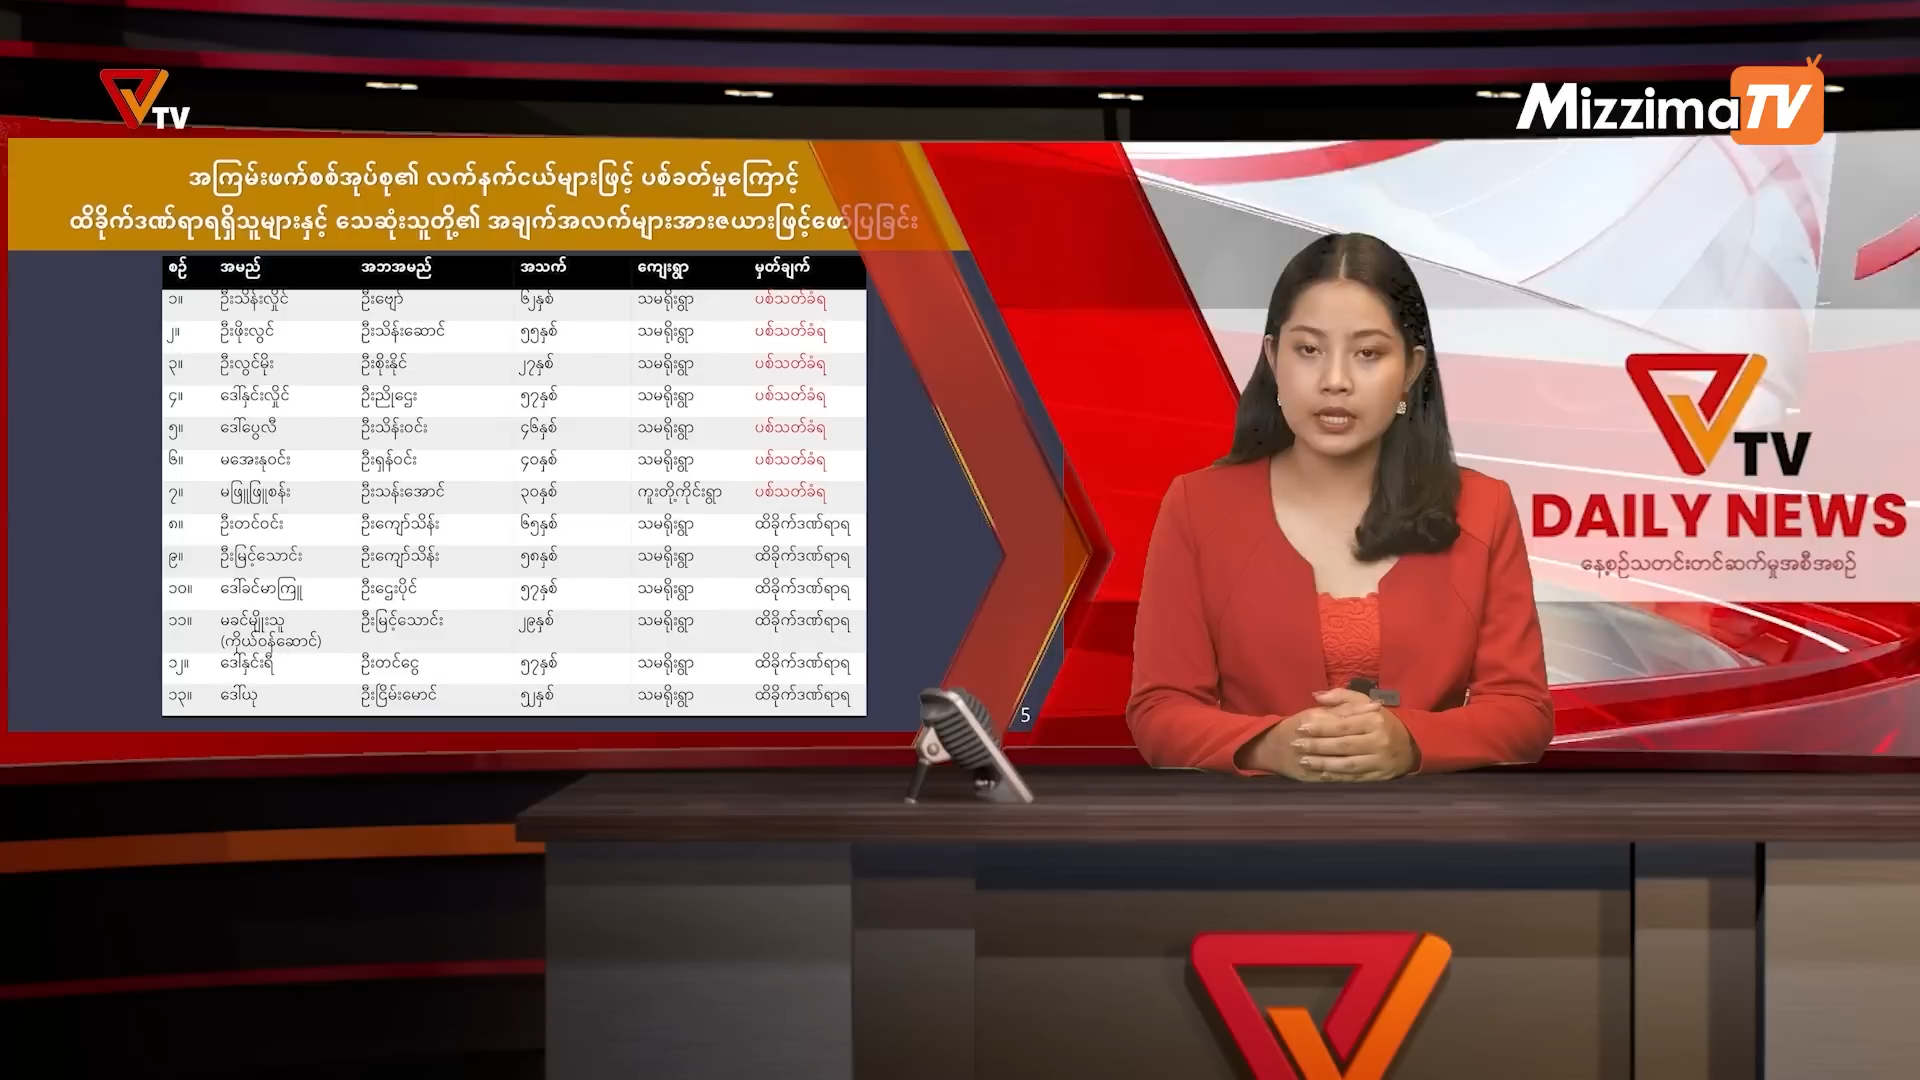 TV
MizzimaTV
အကြမ်းဖက်စစ်အုပ်စု၏ လက်နက်ငယ်များဖြင့် ပစ်ခတ်မှုကြောင့်
ထိခိုက်ဒဏ်ရာရရှိသူများနှင့် သေဆုံးသူတို့၏ အချက်အလက်များအားဇယားဖြင့်ဖော်ပြခြင်း
စဉ် အမည် အဘအမည် အသက် ကျေးရွာ မှတ်ချက်
၁။ ဦးသိန်းလှိုင် ဦးဗျော် ၆၂နှစ် သမရိုးရွာ ပစ်သတ်ခံရ
၂။ ဦးဖိုးလွင် ဦးသိန်းဆောင် ၅၅နှစ် သမရိုးရွာ ပစ်သတ်ခံရ
၃။ ဦးလွင်မိုး ဦးစိုးနိုင် ၂၇နှစ် သမရိုးရွာ ပစ်သတ်ခံရ
၄။ ဒေါ်နှင်းလှိုင် ဦးညိုဌေး ၅၇နှစ် သမရိုးရွာ ပစ်သတ်ခံရ
၅။ ဒေါ်ပွေလီ ဦးသိန်းဝင်း ၄၆နှစ် သမရိုးရွာ ပစ်သတ်ခံရ
၆။ မအေးနုဝင်း ဦးရှန်ဝင်း ၄၀နှစ် သမရိုးရွာ ပစ်သတ်ခံရ
၇။ မဖြူဖြူစန်း ဦးသန်းအောင် ၃၀နှစ် ကူးတို့ကိုင်းရွာ ပစ်သတ်ခံရ
၈။ ဦးတင်ဝင်း ဦးကျော်သိန်း ၆၅နှစ် သမရိုးရွာ ထိခိုက်ဒဏ်ရာရ
၉။ ဦးမြင့်သောင်း ဦးကျော်သိန်း ၅၈နှစ် သမရိုးရွာ ထိခိုက်ဒဏ်ရာရ
၁၀။ ဒေါ်ခင်မာကြူ ဦးဌေးပိုင် ၅၇နှစ် သမရိုးရွာ ထိခိုက်ဒဏ်ရာရ
၁၁။ မခင်မျိုးသူ ဦးမြင့်သောင်း ၂၉နှစ် သမရိုးရွာ ထိခိုက်ဒဏ်ရာရ
(ကိုယ်ဝန်ဆောင်)
၁၂။ ဒေါ်နှင်းရီ ဦးတင်ငွေ ၅၇နှစ် သမရိုးရွာ ထိခိုက်ဒဏ်ရာရ
၁၃။ ဒေါ်ယု ဦးငြိမ်းမောင် ၅၂နှစ် သမရိုးရွာ ထိခိုက်ဒဏ်ရာရ
5
TV
DAILY NEWS
နေ့စဉ်သတင်းတင်ဆက်မှုအစီအစဉ်